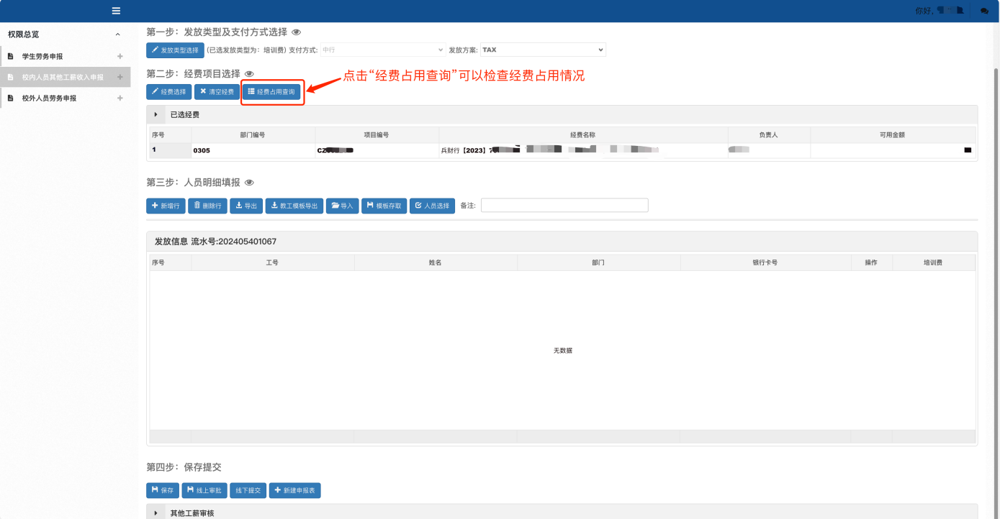 你好,
权限总览
学生劳务申报
校内人员其他工薪收入申报
校外人员劳务申报
第一步：发放类型及支付方式选择
发放类型选择 (已选发放类型为：培训费) 支付方式: 中行 发放方案: TAX
第二步：经费项目选择
点击“经费占用查询”可以检查经费占用情况
经费选择 清空经费 经费占用查询
已选经费
序号 部门编号 项目编号 经费名称 负责人 可用金额
1 0305 CZ 兵财行【2023】
第三步：人员明细填报
新增行 删除行 导出 教工模板导出 导入 模板存取 人员选择 备注:
发放信息 流水号:202405401067
序号 工号 姓名 部门 银行卡号 操作 培训费
无数据
第四步：保存提交
保存 线上审批 线下提交 新建申报表
其他工薪审核